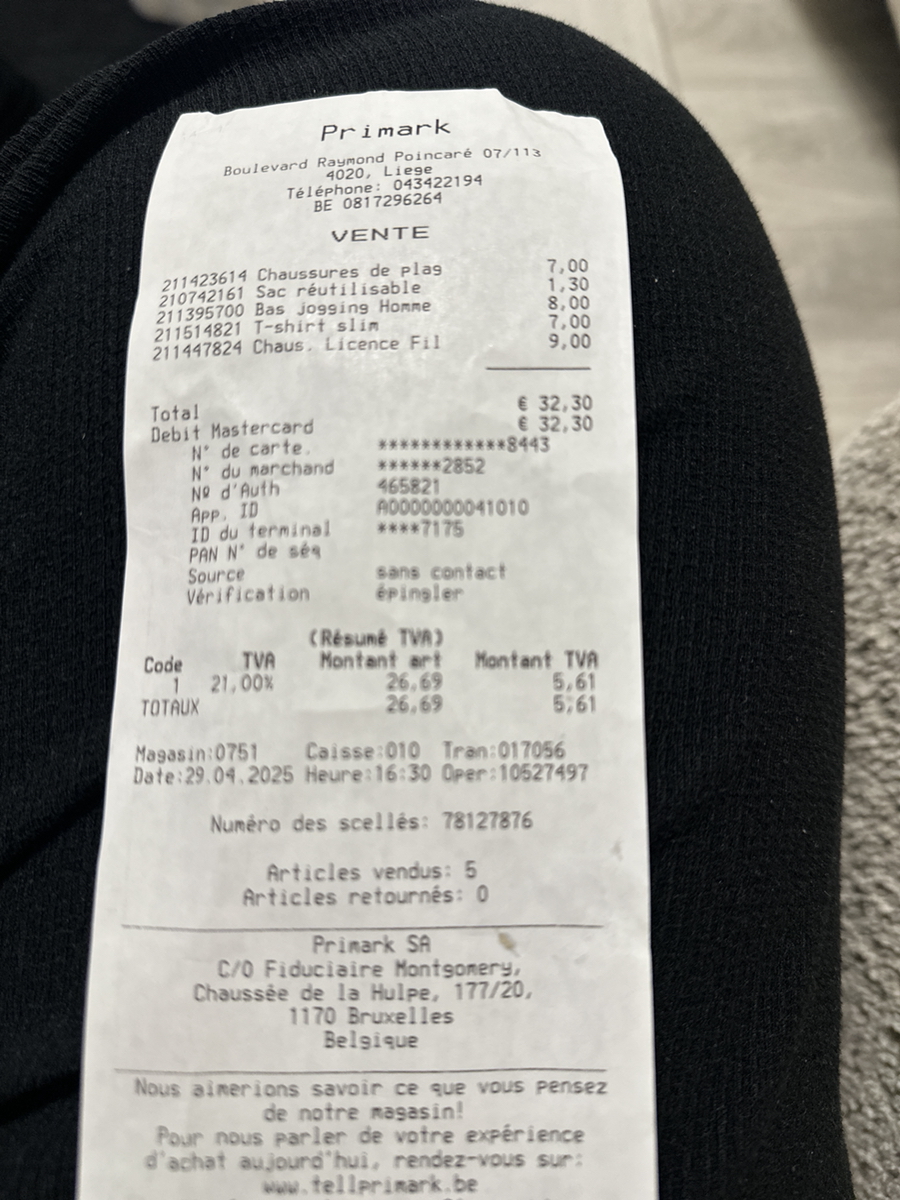 Primark
Boulevard Raymond Poincaré 07/113
4020, Liege
Téléphone: 043422194
BE 0817296264
VENTE
211423614 Chaussures de plag 7,00
210742161 Sac réutilisable 1,30
211395700 Bas jogging Homme 8,00
211514821 T-shirt slim 7,00
211447824 Chaus. Licence Fil 9,00
Total € 32,30
Debit Mastercard € 32,30
N° de carte. ************8443
N° du marchand ******2852
Nº d'Auth 465821
App. ID A0000000041010
ID du terminal ****7175
PAN N° de séq
Source sans contact
Vérification épingler
(Résumé TVA)
Code TVA Montant art Montant TVA
1 21,00% 26,69 5,61
TOTAUX 26,69 5,61
Magasin:0751 Caisse:010 Tran:017056
Date:29.04.2025 Heure:16:30 Oper:10527497
Numéro des scellés: 78127876
Articles vendus: 5
Articles retournés: 0
Primark SA
C/O Fiduciaire Montgomery,
Chaussée de la Hulpe, 177/20,
1170 Bruxelles
Belgique
Nous aimerions savoir ce que vous pensez
de notre magasin!
Pour nous parler de votre expérience
d'achat aujourd'hui, rendez-vous sur:
www.tellprimark.be